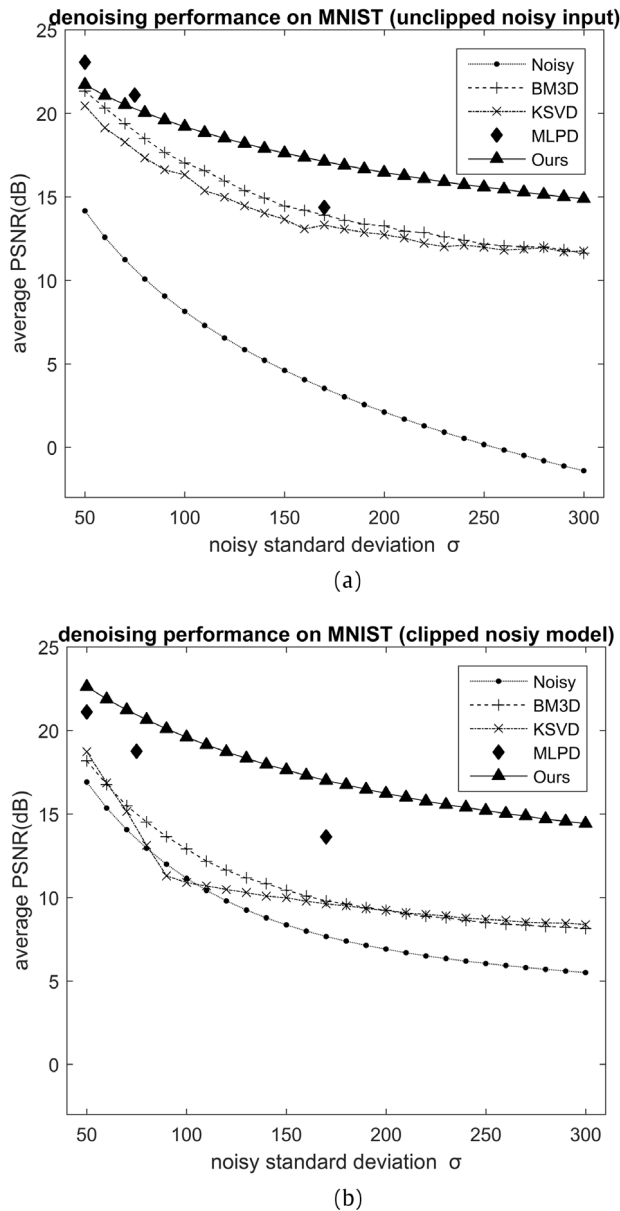 denoising performance on MNIST (unclipped noisy input)
25
20
15
10
5
0
average PSNR(dB)
Noisy
BM3D
KSVD
MLPD
Ours
50 100 150 200 250 300
noisy standard deviation σ
(a)
denoising performance on MNIST (clipped nosiy model)
25
20
15
10
5
0
average PSNR(dB)
Noisy
BM3D
KSVD
MLPD
Ours
50 100 150 200 250 300
noisy standard deviation σ
(b)